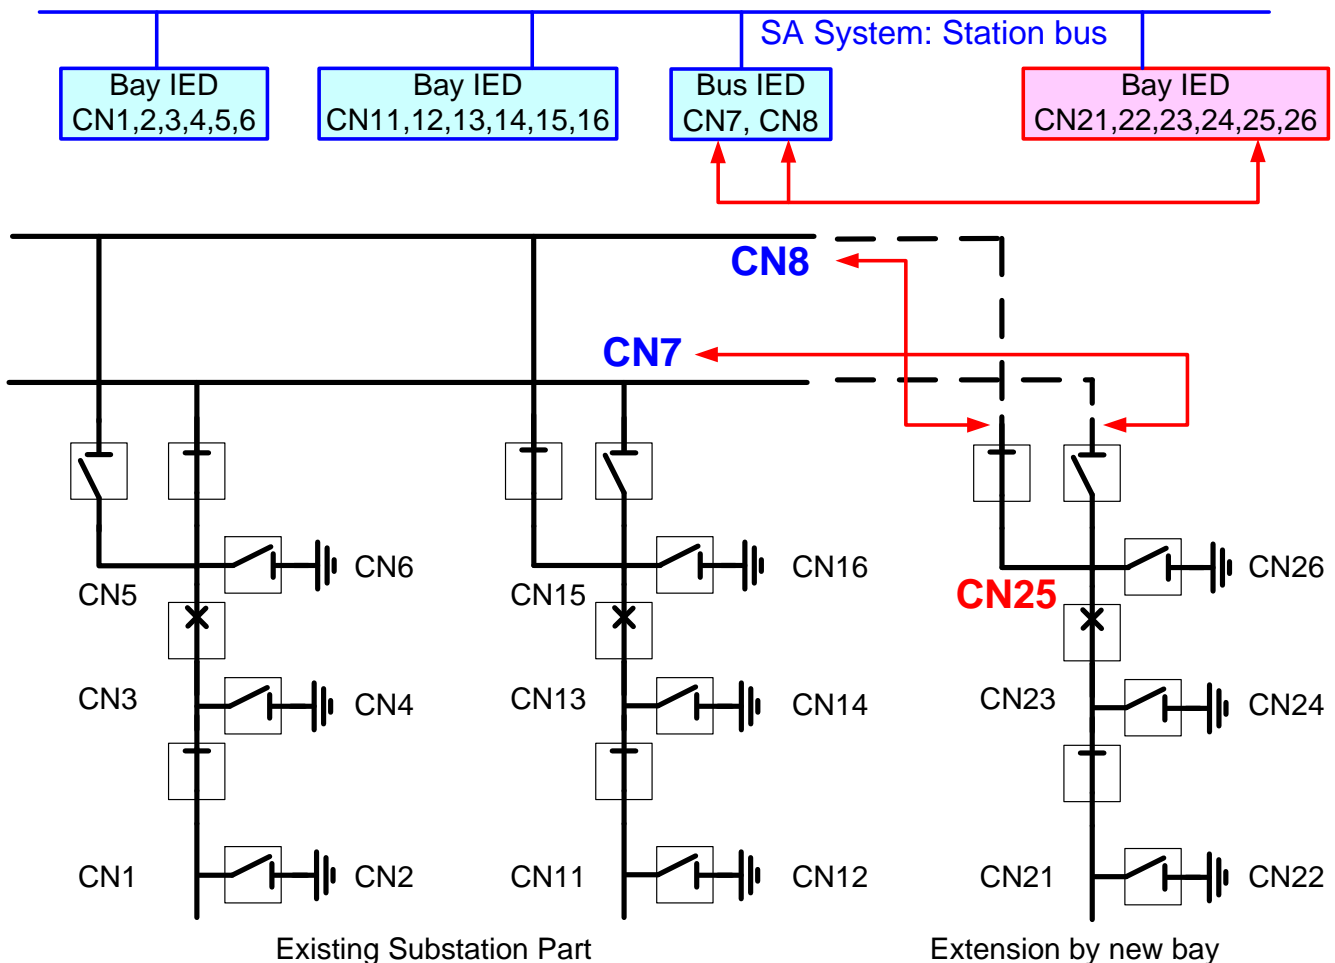 SA System: Station bus
Bay IED
CN1,2,3,4,5,6
Bay IED
CN11,12,13,14,15,16
Bus IED
CN7, CN8
Bay IED
CN21,22,23,24,25,26
CN8
CN7
CN6
CN16
CN26
CN5
CN15
CN25
CN3
CN4
CN13
CN14
CN23
CN24
CN1
CN2
CN11
CN12
CN21
CN22
Existing Substation Part
Extension by new bay